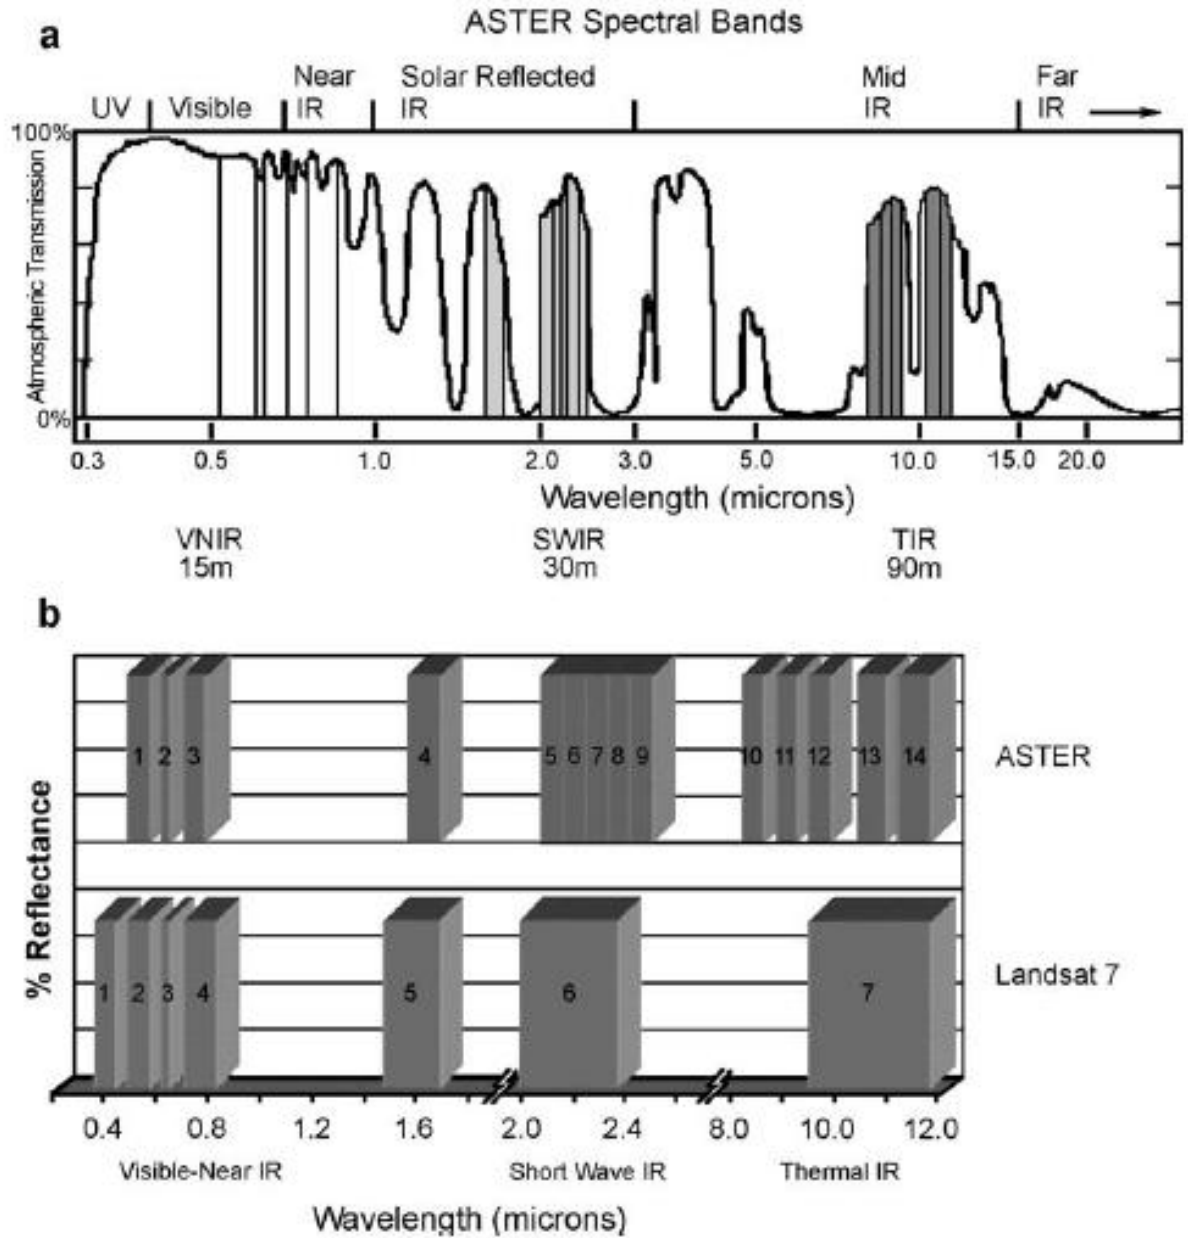 a
ASTER Spectral Bands
UV
Visible
Near
IR
Solar Reflected
IR
Mid
IR
Far
IR
Atmospheric Transmission
100%
0%
0.3 0.5 1.0 2.0 3.0 5.0 10.0 15.0 20.0
Wavelength (microns)
VNIR
15m
SWIR
30m
TIR
90m
b
% Reflectance
1 2 3 4 5 6 7 8 9 10 11 12 13 14
ASTER
1 2 3 4 5 6 7
Landsat 7
0.4 0.8 1.2 1.6 2.0 2.4 8.0 10.0 12.0
Visible-Near IR Short Wave IR Thermal IR
Wavelength (microns)